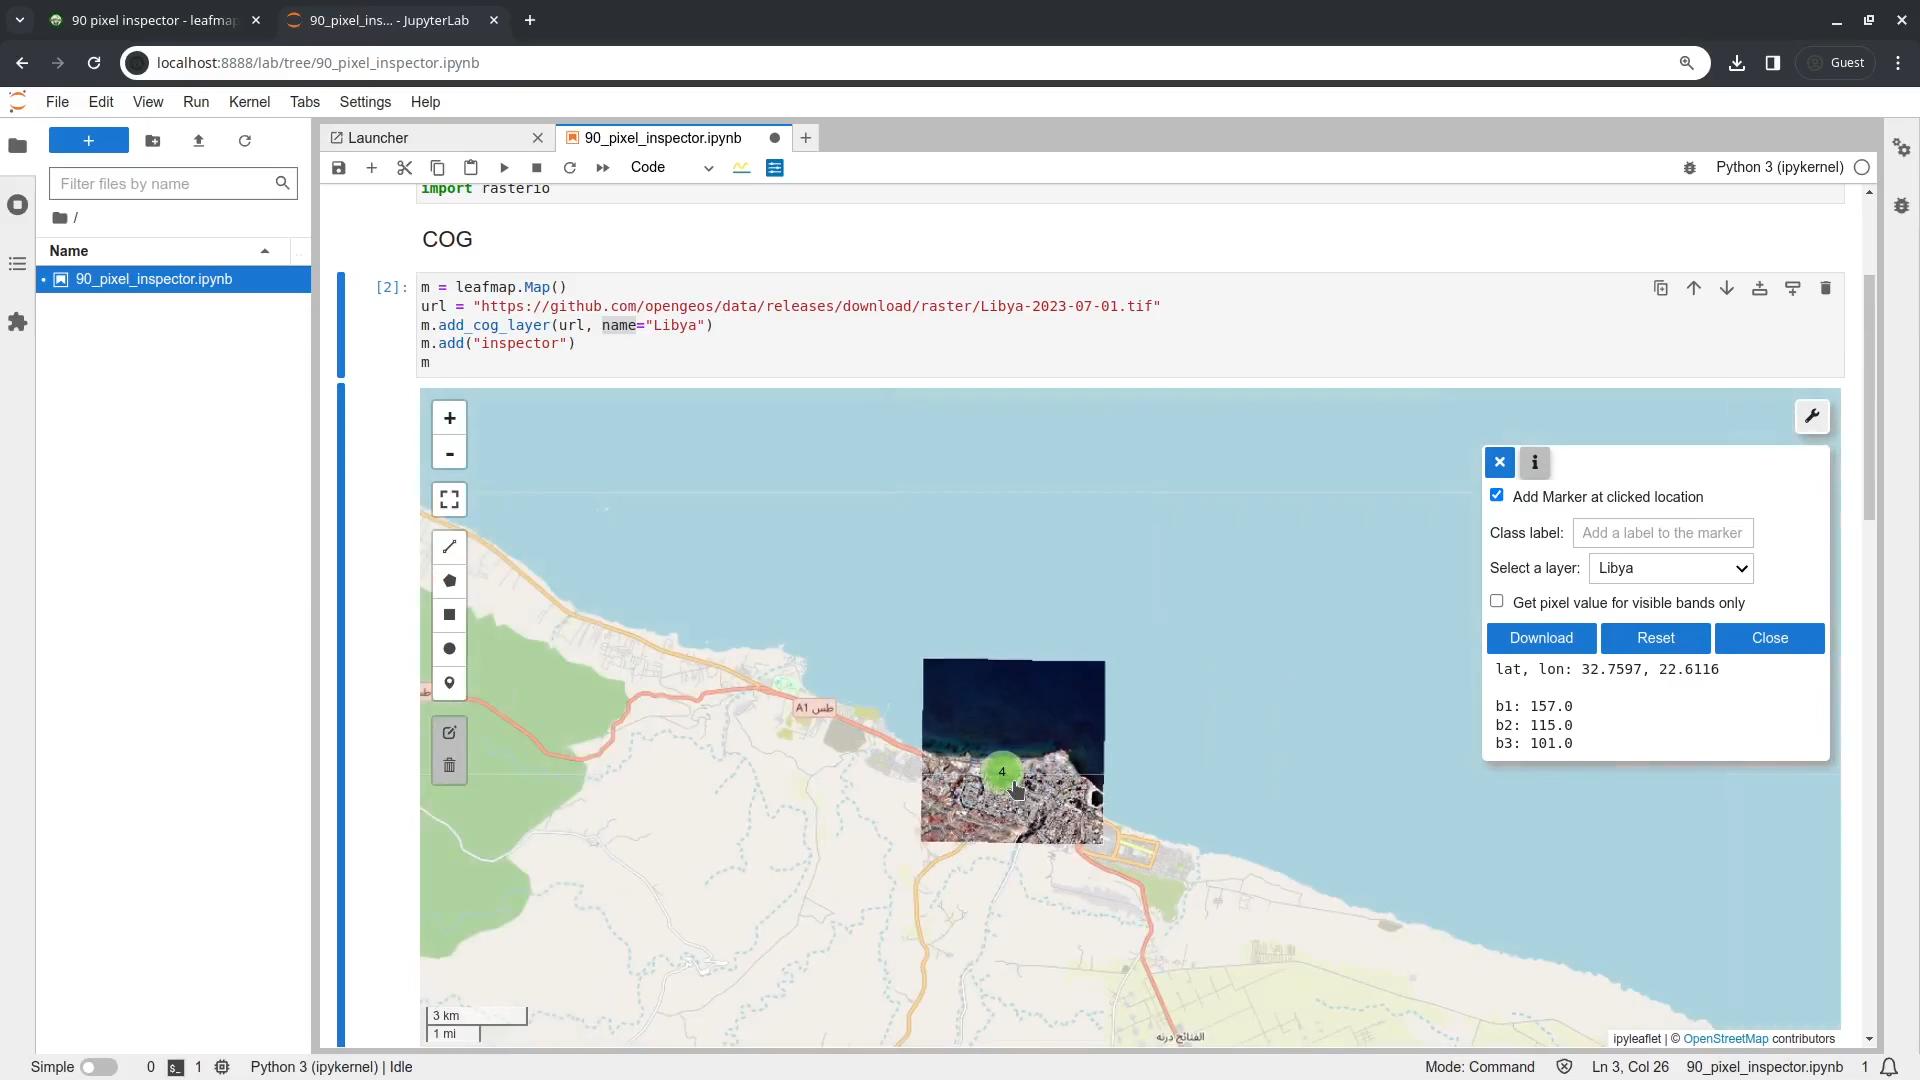 90 pixel inspector - leafmap
90_pixel_ins... - JupyterLab
localhost:8888/lab/tree/90_pixel_inspector.ipynb
Guest
File
Edit
View
Run
Kernel
Tabs
Settings
Help
Filter files by name
/
Name
90_pixel_inspector.ipynb
Launcher
90_pixel_inspector.ipynb
Code
Python 3 (ipykernel)
import rasterio
COG
[2]:
m = leafmap.Map()
url = "https://github.com/opengeos/data/releases/download/raster/Libya-2023-07-01.tif"
m.add_cog_layer(url, name="Libya")
m.add("inspector")
m
+
-
Add Marker at clicked location
Class label: Add a label to the marker
Select a layer: Libya
Get pixel value for visible bands only
Download
Reset
Close
lat, lon: 32.7597, 22.6116
b1: 157.0
b2: 115.0
b3: 101.0
طس A1
4
3 km
1 mi
الفتائح درنه
ipyleaflet | © OpenStreetMap contributors
Simple
0
1
Python 3 (ipykernel) | Idle
Mode: Command
Ln 3, Col 26
90_pixel_inspector.ipynb
1